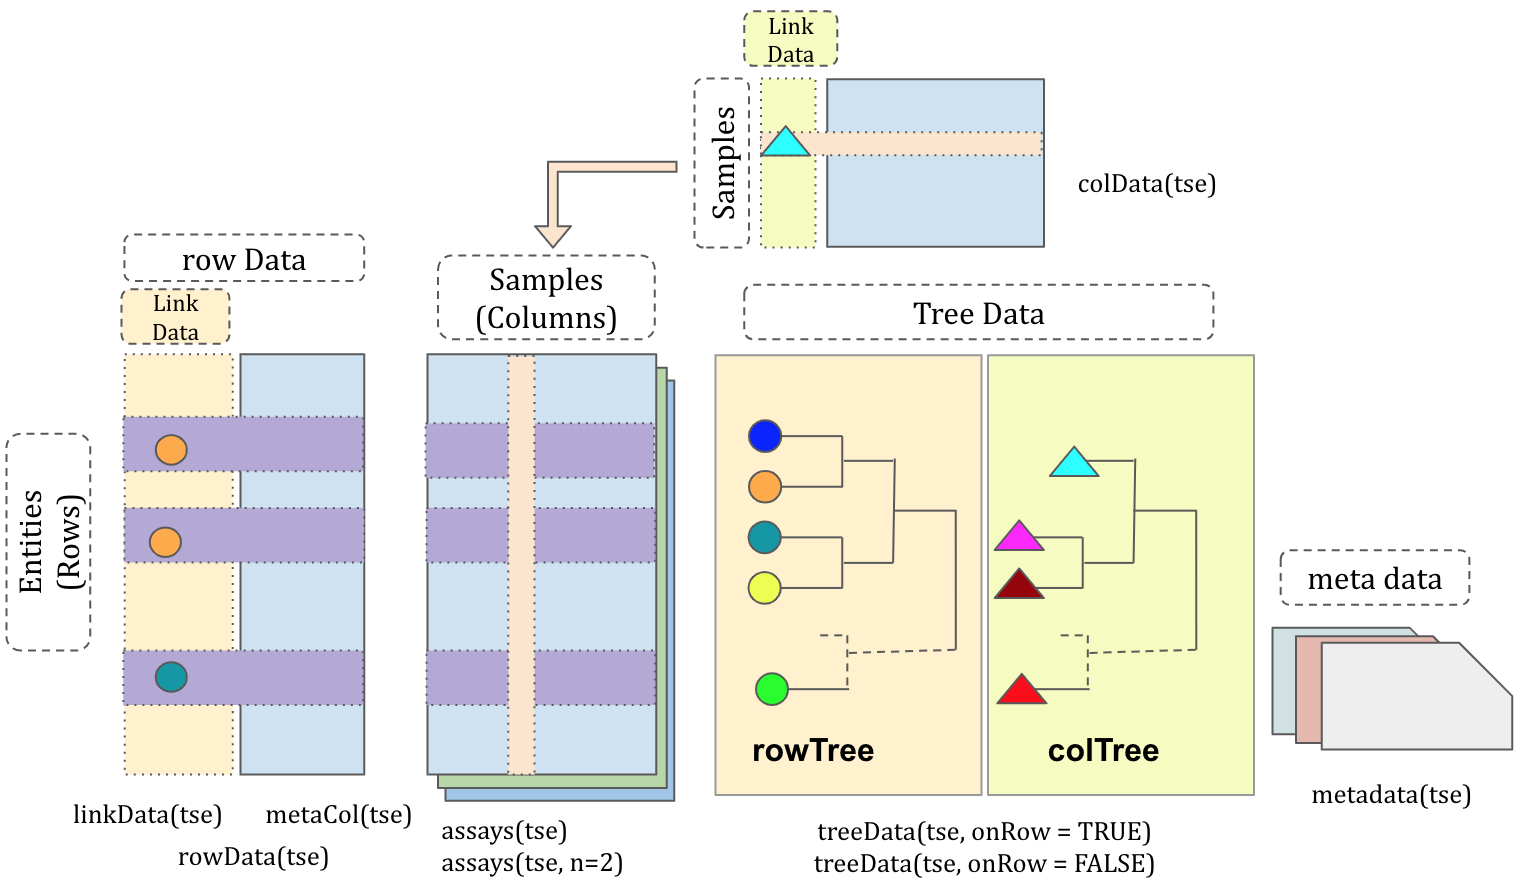 Link
Data
Samples
colData(tse)
row Data
Link
Data
Samples
(Columns)
Tree Data
Entities
(Rows)
rowTree
colTree
meta data
metadata(tse)
linkData(tse)
metaCol(tse)
rowData(tse)
assays(tse)
assays(tse, n=2)
treeData(tse, onRow = TRUE)
treeData(tse, onRow = FALSE)